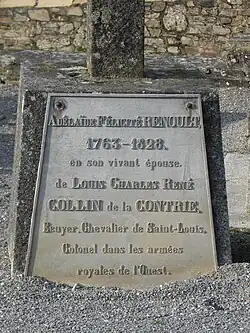 Adélaïde Félicité RENOULT.
1763-1828.
en son vivant épouse
de Louis Charles René
COLLIN de la CONTRIE,
Ecuyer, Chevalier de Saint-Louis,
Colonel dans les armées
royales de l'Ouest.